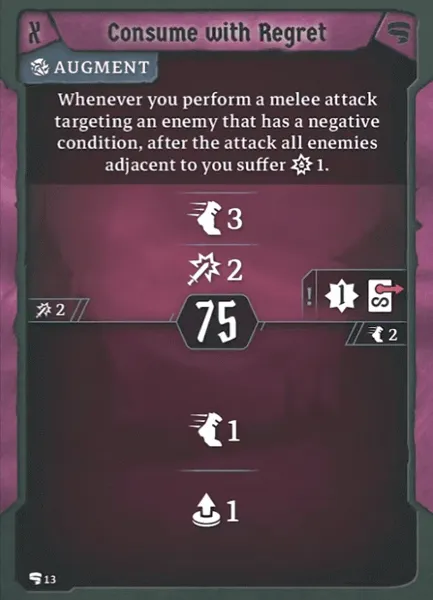 X
Consume with Regret
AUGMENT
Whenever you perform a melee attack
targeting an enemy that has a negative
condition, after the attack all enemies
adjacent to you suffer 1.
3
2
! 1 S
2
75
2
1
1
13